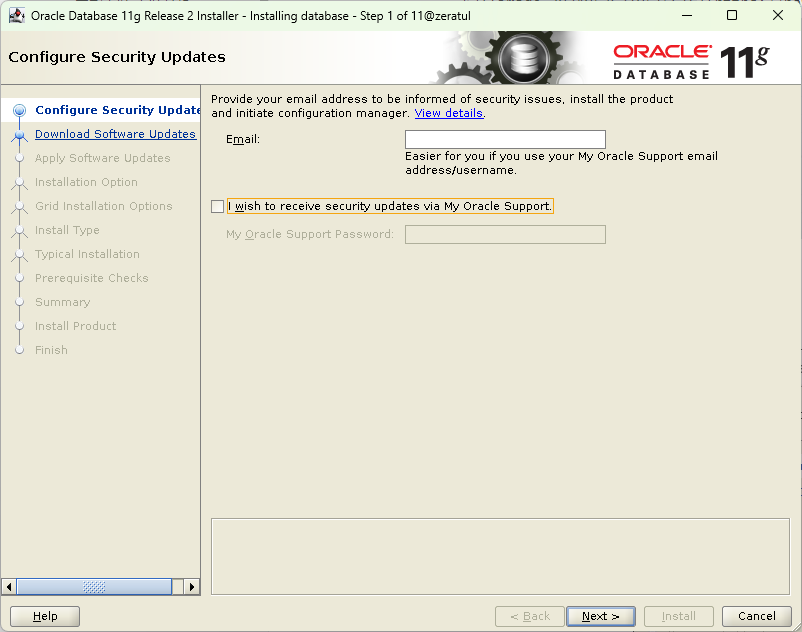 Oracle Database 11g Release 2 Installer - Installing database - Step 1 of 11@zeratul
Configure Security Updates
ORACLE
DATABASE
11g
Configure Security Update
Download Software Updates
Apply Software Updates
Installation Option
Grid Installation Options
Install Type
Typical Installation
Prerequisite Checks
Summary
Install Product
Finish
Provide your email address to be informed of security issues, install the product
and initiate configuration manager. View details.
Email:
Easier for you if you use your My Oracle Support email
address/username.
I wish to receive security updates via My Oracle Support.
My Oracle Support Password:
Help
< Back
Next >
Install
Cancel